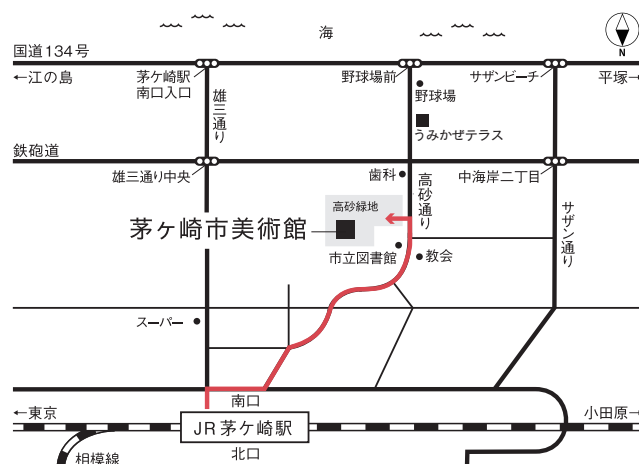 海
N
国道134号
←江の島
茅ケ崎駅
南口入口
野球場前
サザンビーチ
平塚→
雄三通り
野球場
うみかぜテラス
鉄砲道
雄三通り中央
歯科
高砂通り
中海岸二丁目
高砂緑地
茅ヶ崎市美術館
サザン通り
市立図書館
教会
スーパー
南口
←東京
JR茅ケ崎駅
小田原→
北口
相模線